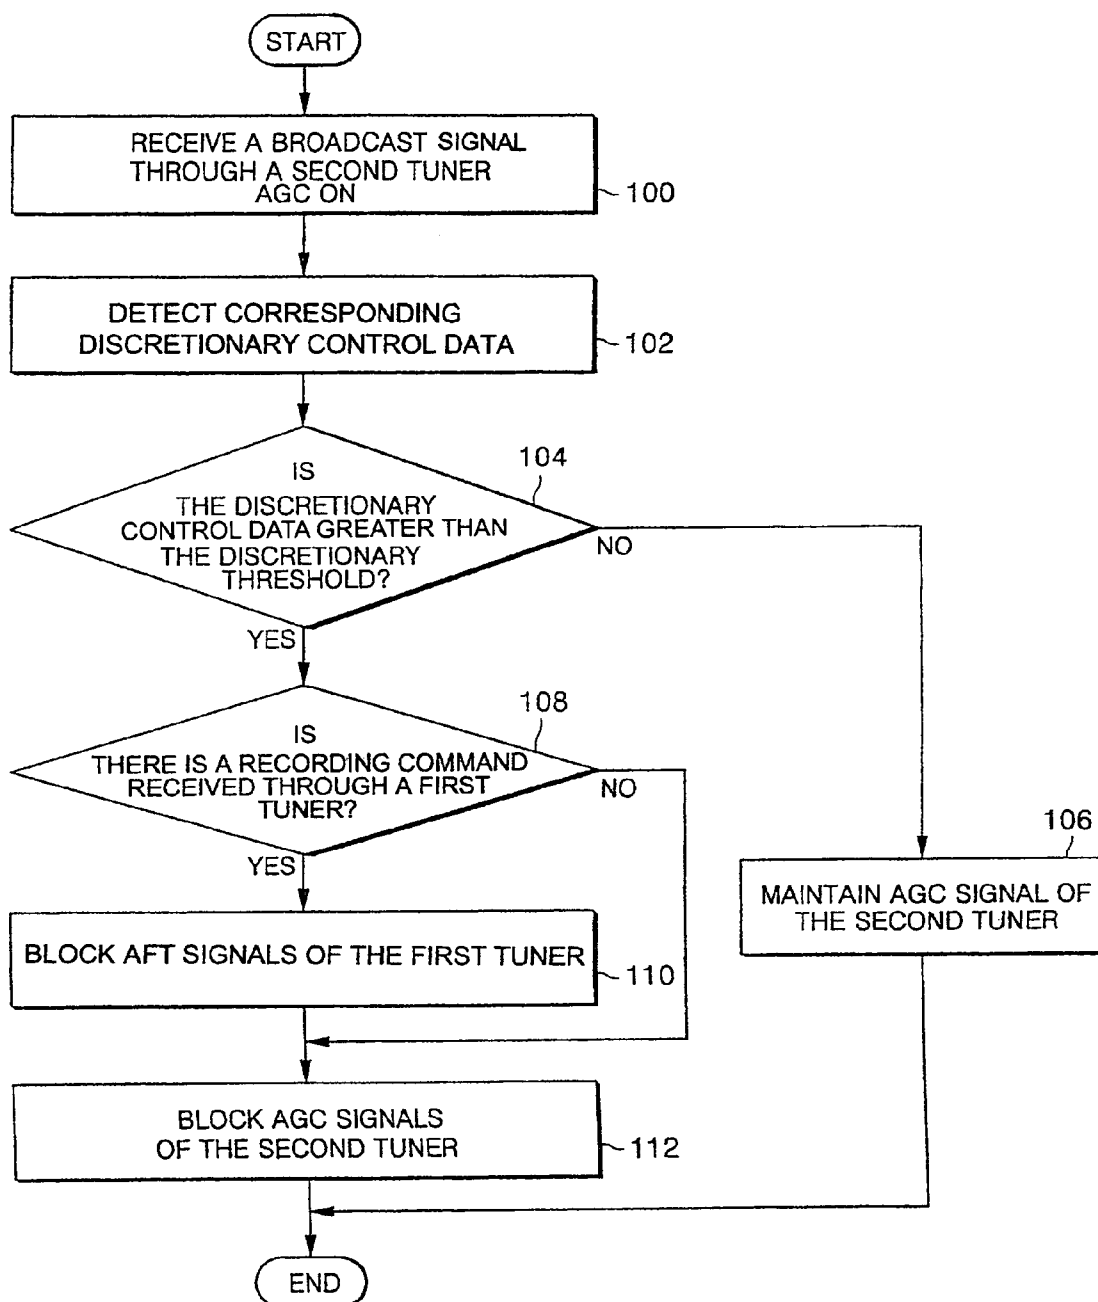 START
RECEIVE A BROADCAST SIGNAL
THROUGH A SECOND TUNER
AGC ON
100
DETECT CORRESPONDING
DISCRETIONARY CONTROL DATA
102
104
IS
THE DISCRETIONARY
CONTROL DATA GREATER THAN
THE DISCRETIONARY
THRESHOLD?
NO
YES
108
IS
THERE IS A RECORDING COMMAND
RECEIVED THROUGH A FIRST
TUNER?
NO
YES
106
MAINTAIN AGC SIGNAL OF
THE SECOND TUNER
BLOCK AFT SIGNALS OF THE FIRST TUNER
110
BLOCK AGC SIGNALS
OF THE SECOND TUNER
112
END